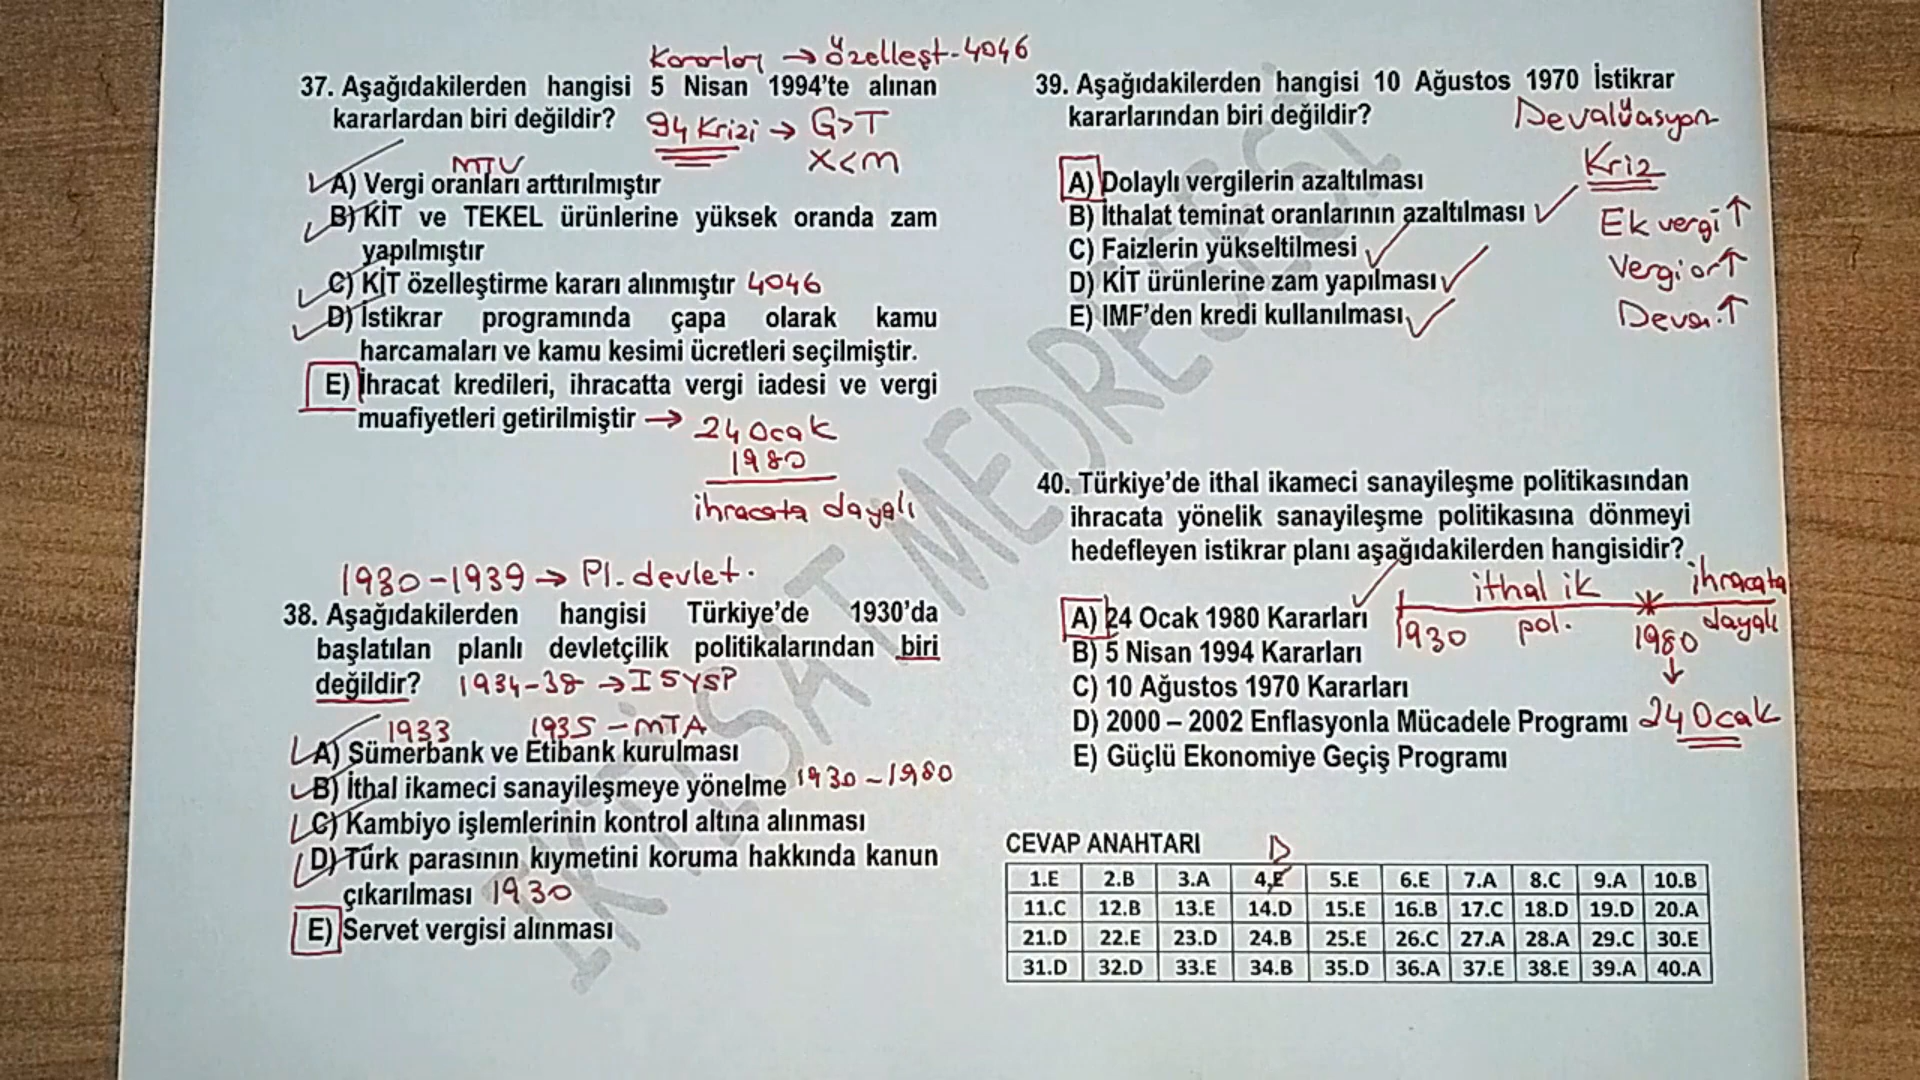 Kararlar → özelleşt-4046
37. Aşağıdakilerden hangisi 5 Nisan 1994'te alınan
kararlardan biri değildir? 94 Krizi → G>T
X<M
MTV
A) Vergi oranları arttırılmıştır
B) KİT ve TEKEL ürünlerine yüksek oranda zam
yapılmıştır
C) KİT özelleştirme kararı alınmıştır 4046
D) İstikrar programında çapa olarak kamu
harcamaları ve kamu kesimi ücretleri seçilmiştir.
E) İhracat kredileri, ihracatta vergi iadesi ve vergi
muafiyetleri getirilmiştir → 24 Ocak
1980
ihracata dayalı
1930-1939 → Pl. devlet.
38. Aşağıdakilerden hangisi Türkiye'de 1930'da
başlatılan planlı devletçilik politikalarından biri
değildir? 1934-38 → ISYSP
1933 1935 - MTA
A) Sümerbank ve Etibank kurulması
B) İthal ikameci sanayileşmeye yönelme 1930-1980
C) Kambiyo işlemlerinin kontrol altına alınması
D) Türk parasının kıymetini koruma hakkında kanun
çıkarılması 1930
E) Servet vergisi alınması
39. Aşağıdakilerden hangisi 10 Ağustos 1970 İstikrar
kararlarından biri değildir? Devalüasyon
Kriz
A) Dolaylı vergilerin azaltılması
B) İthalat teminat oranlarının azaltılması ✓ Ek vergi ↑
C) Faizlerin yükseltilmesi ✓ Vergi or ↑
D) KİT ürünlerine zam yapılması ✓
E) IMF'den kredi kullanılması ✓ ↑
40. Türkiye'de ithal ikameci sanayileşme politikasından
ihracata yönelik sanayileşme politikasına dönmeyi
hedefleyen istikrar planı aşağıdakilerden hangisidir?
ithal ik ihracata
A) 24 Ocak 1980 Kararları 1930 pol. 1980 dayalı
B) 5 Nisan 1994 Kararları
C) 10 Ağustos 1970 Kararları
D) 2000 – 2002 Enflasyonla Mücadele Programı 24 Ocak
E) Güçlü Ekonomiye Geçiş Programı
CEVAP ANAHTARI D
1.E 2.B 3.A 4.E 5.E 6.E 7.A 8.C 9.A 10.B
11.C 12.B 13.E 14.D 15.E 16.B 17.C 18.D 19.D 20.A
21.D 22.E 23.D 24.B 25.E 26.C 27.A 28.A 29.C 30.E
31.D 32.D 33.E 34.B 35.D 36.A 37.E 38.E 39.A 40.A
İKTİSAT MEDRESESİ